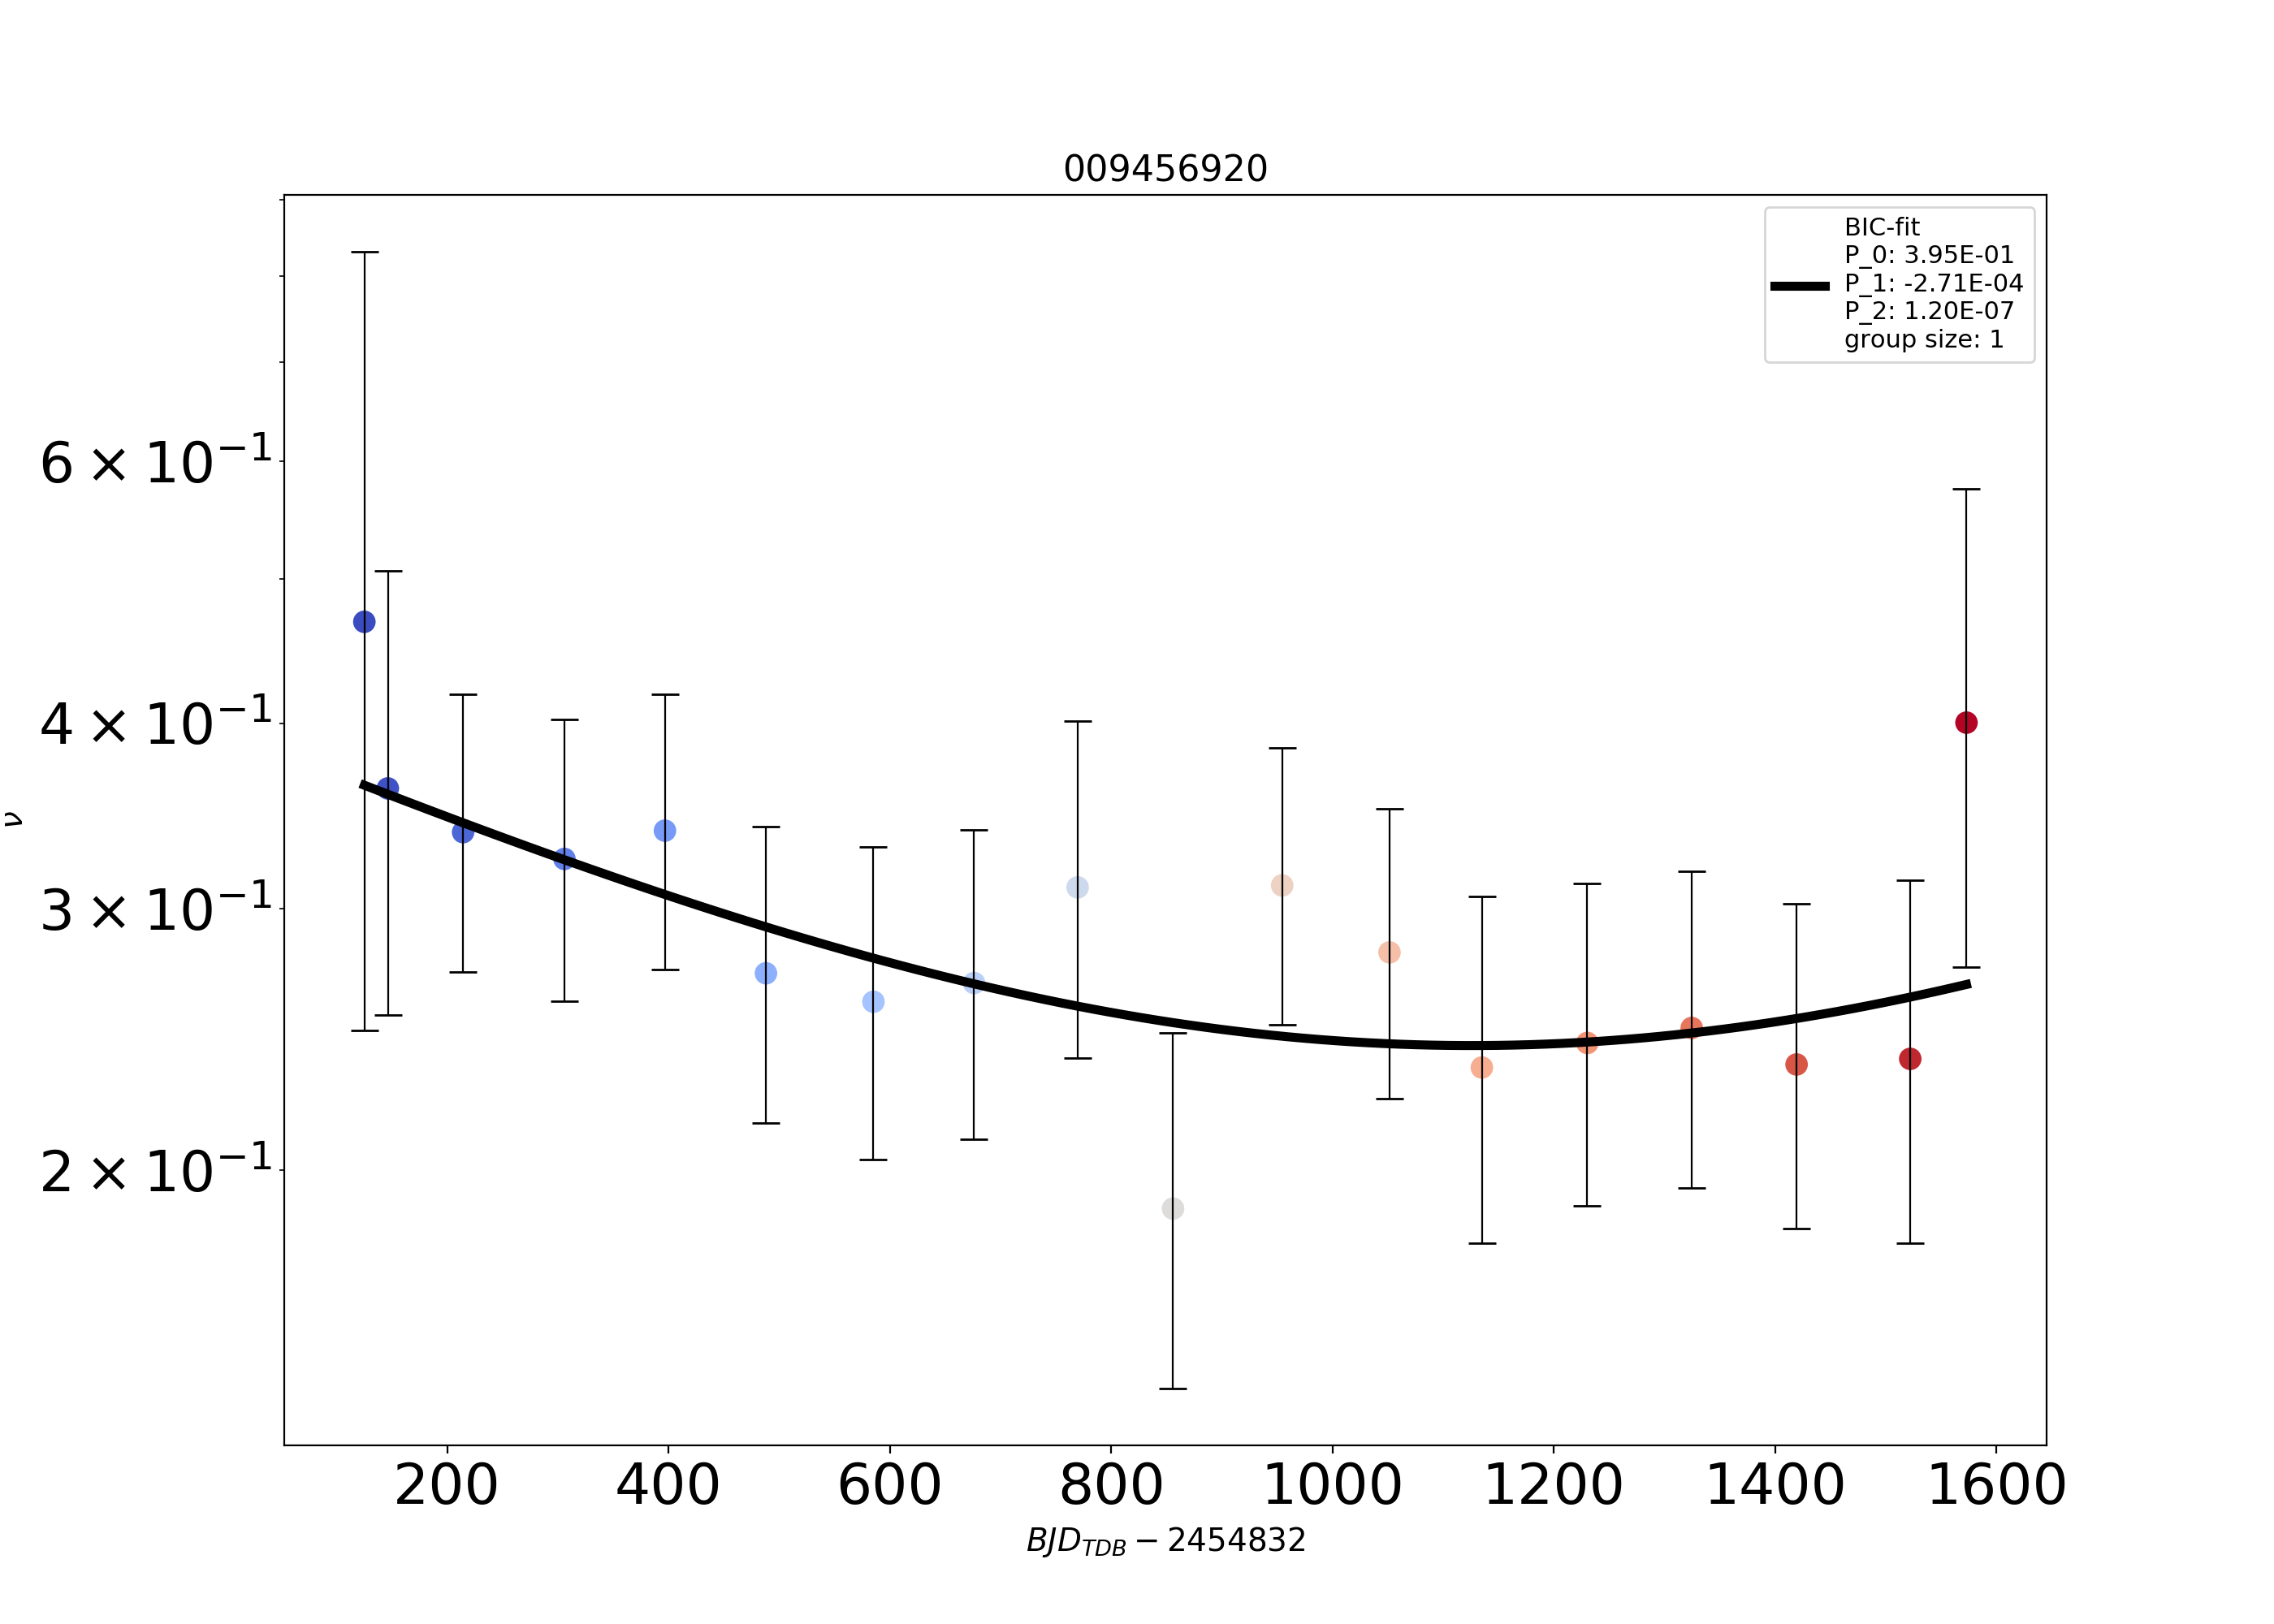 009456920
BIC-fit
P_0: 3.95E-01
P_1: -2.71E-04
P_2: 1.20E-07
group size: 1
6 × 10⁻¹
4 × 10⁻¹
3 × 10⁻¹
2 × 10⁻¹
ν
200 400 600 800 1000 1200 1400 1600
BJD_TDB − 2454832